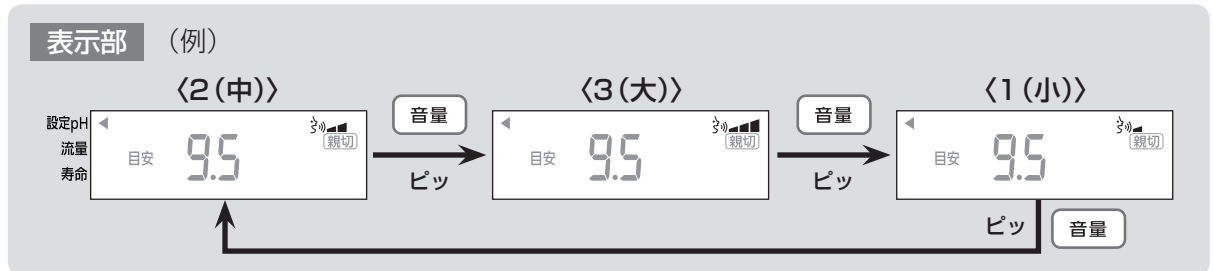 表示部 （例）
〈2（中）〉
〈3（大）〉
〈1（小）〉
設定pH
流量
寿命
目安 9.5 親切
音量
ピッ
目安 9.5 親切
音量
ピッ
目安 9.5 親切
ピッ 音量